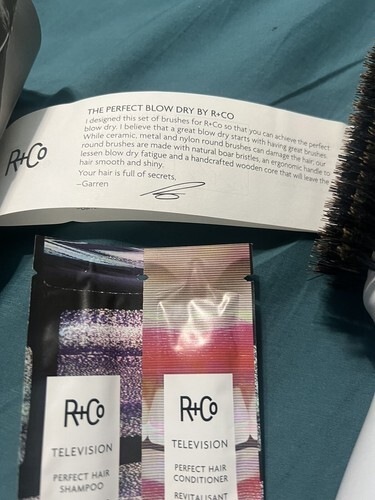 THE PERFECT BLOW DRY BY R+CO
I designed this set of brushes for R+Co so that you can achieve the perfect
blow dry. I believe that a great blow dry starts with having great brushes.
While ceramic, metal and nylon round brushes can damage the hair, our
round brushes are made with natural boar bristles, an ergonomic handle to
lessen blow dry fatigue and a handcrafted wooden core that will leave the
hair smooth and shiny.
Your hair is full of secrets,
–Garren
R+Co
R+Co
TELEVISION
PERFECT HAIR
SHAMPOO
R+Co
TELEVISION
PERFECT HAIR
CONDITIONER
REVITALISANT